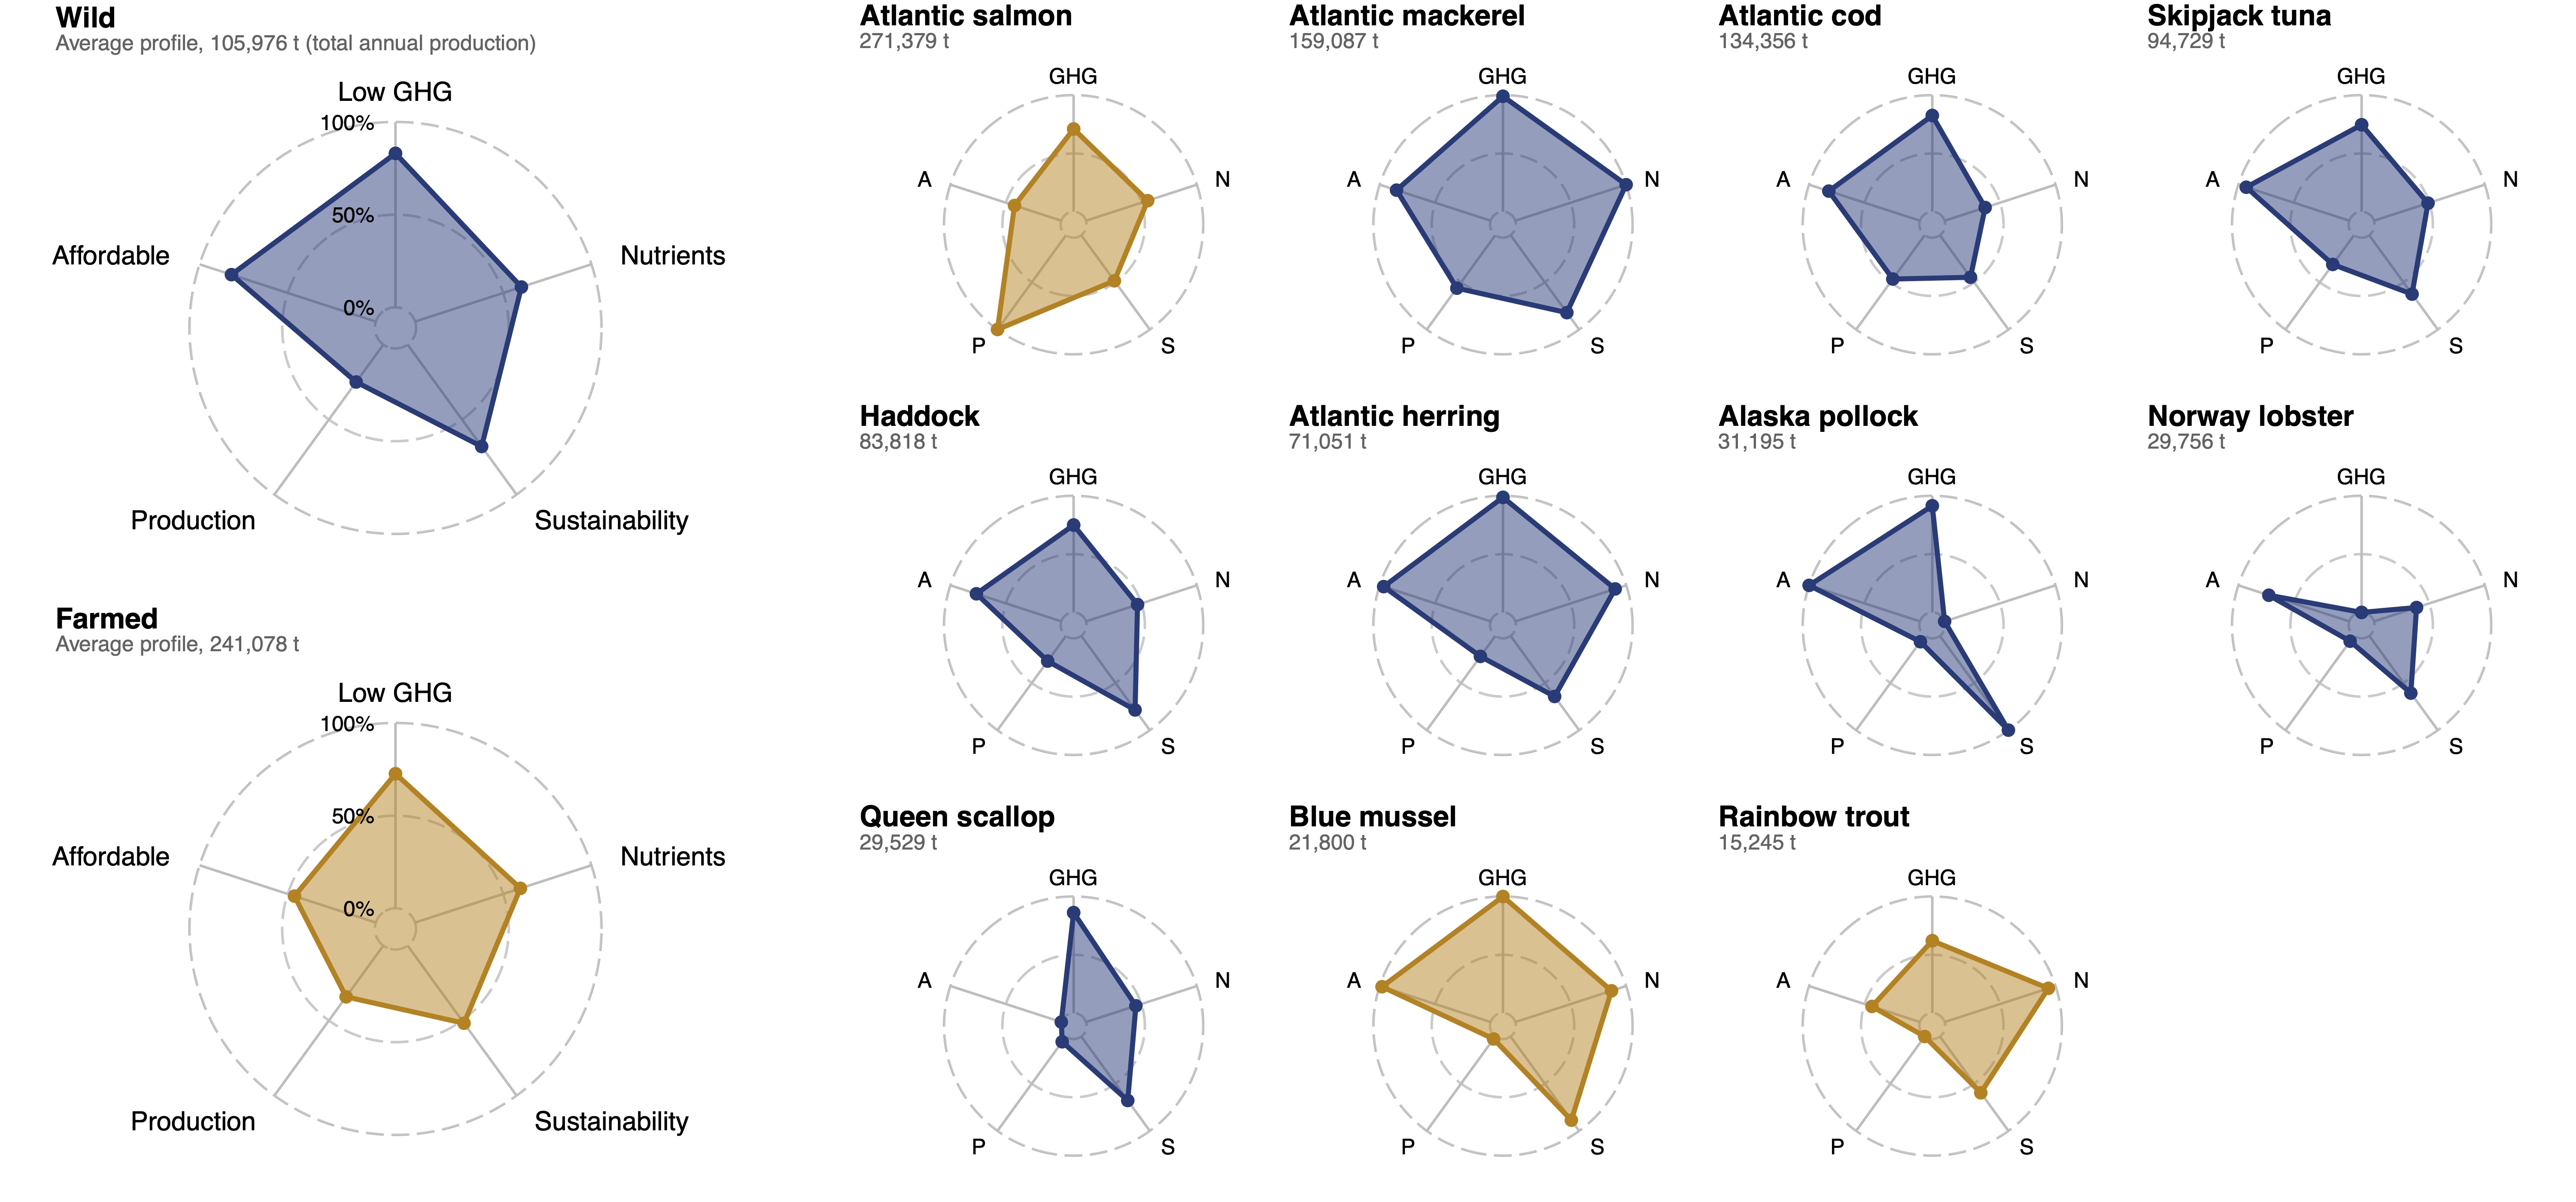 Wild
Average profile, 105,976 t (total annual production)
Low GHG
100%
50%
0%
Affordable
Nutrients
Production
Sustainability
Farmed
Average profile, 241,078 t
Low GHG
100%
50%
0%
Affordable
Nutrients
Production
Sustainability
Atlantic salmon
271,379 t
GHG
A
N
P
S
Atlantic mackerel
159,087 t
GHG
A
N
P
S
Atlantic cod
134,356 t
GHG
A
N
P
S
Skipjack tuna
94,729 t
GHG
A
N
P
S
Haddock
83,818 t
GHG
A
N
P
S
Atlantic herring
71,051 t
GHG
A
N
P
S
Alaska pollock
31,195 t
GHG
A
N
P
S
Norway lobster
29,756 t
GHG
A
N
P
S
Queen scallop
29,529 t
GHG
A
N
P
S
Blue mussel
21,800 t
GHG
A
N
P
S
Rainbow trout
15,245 t
GHG
A
N
P
S